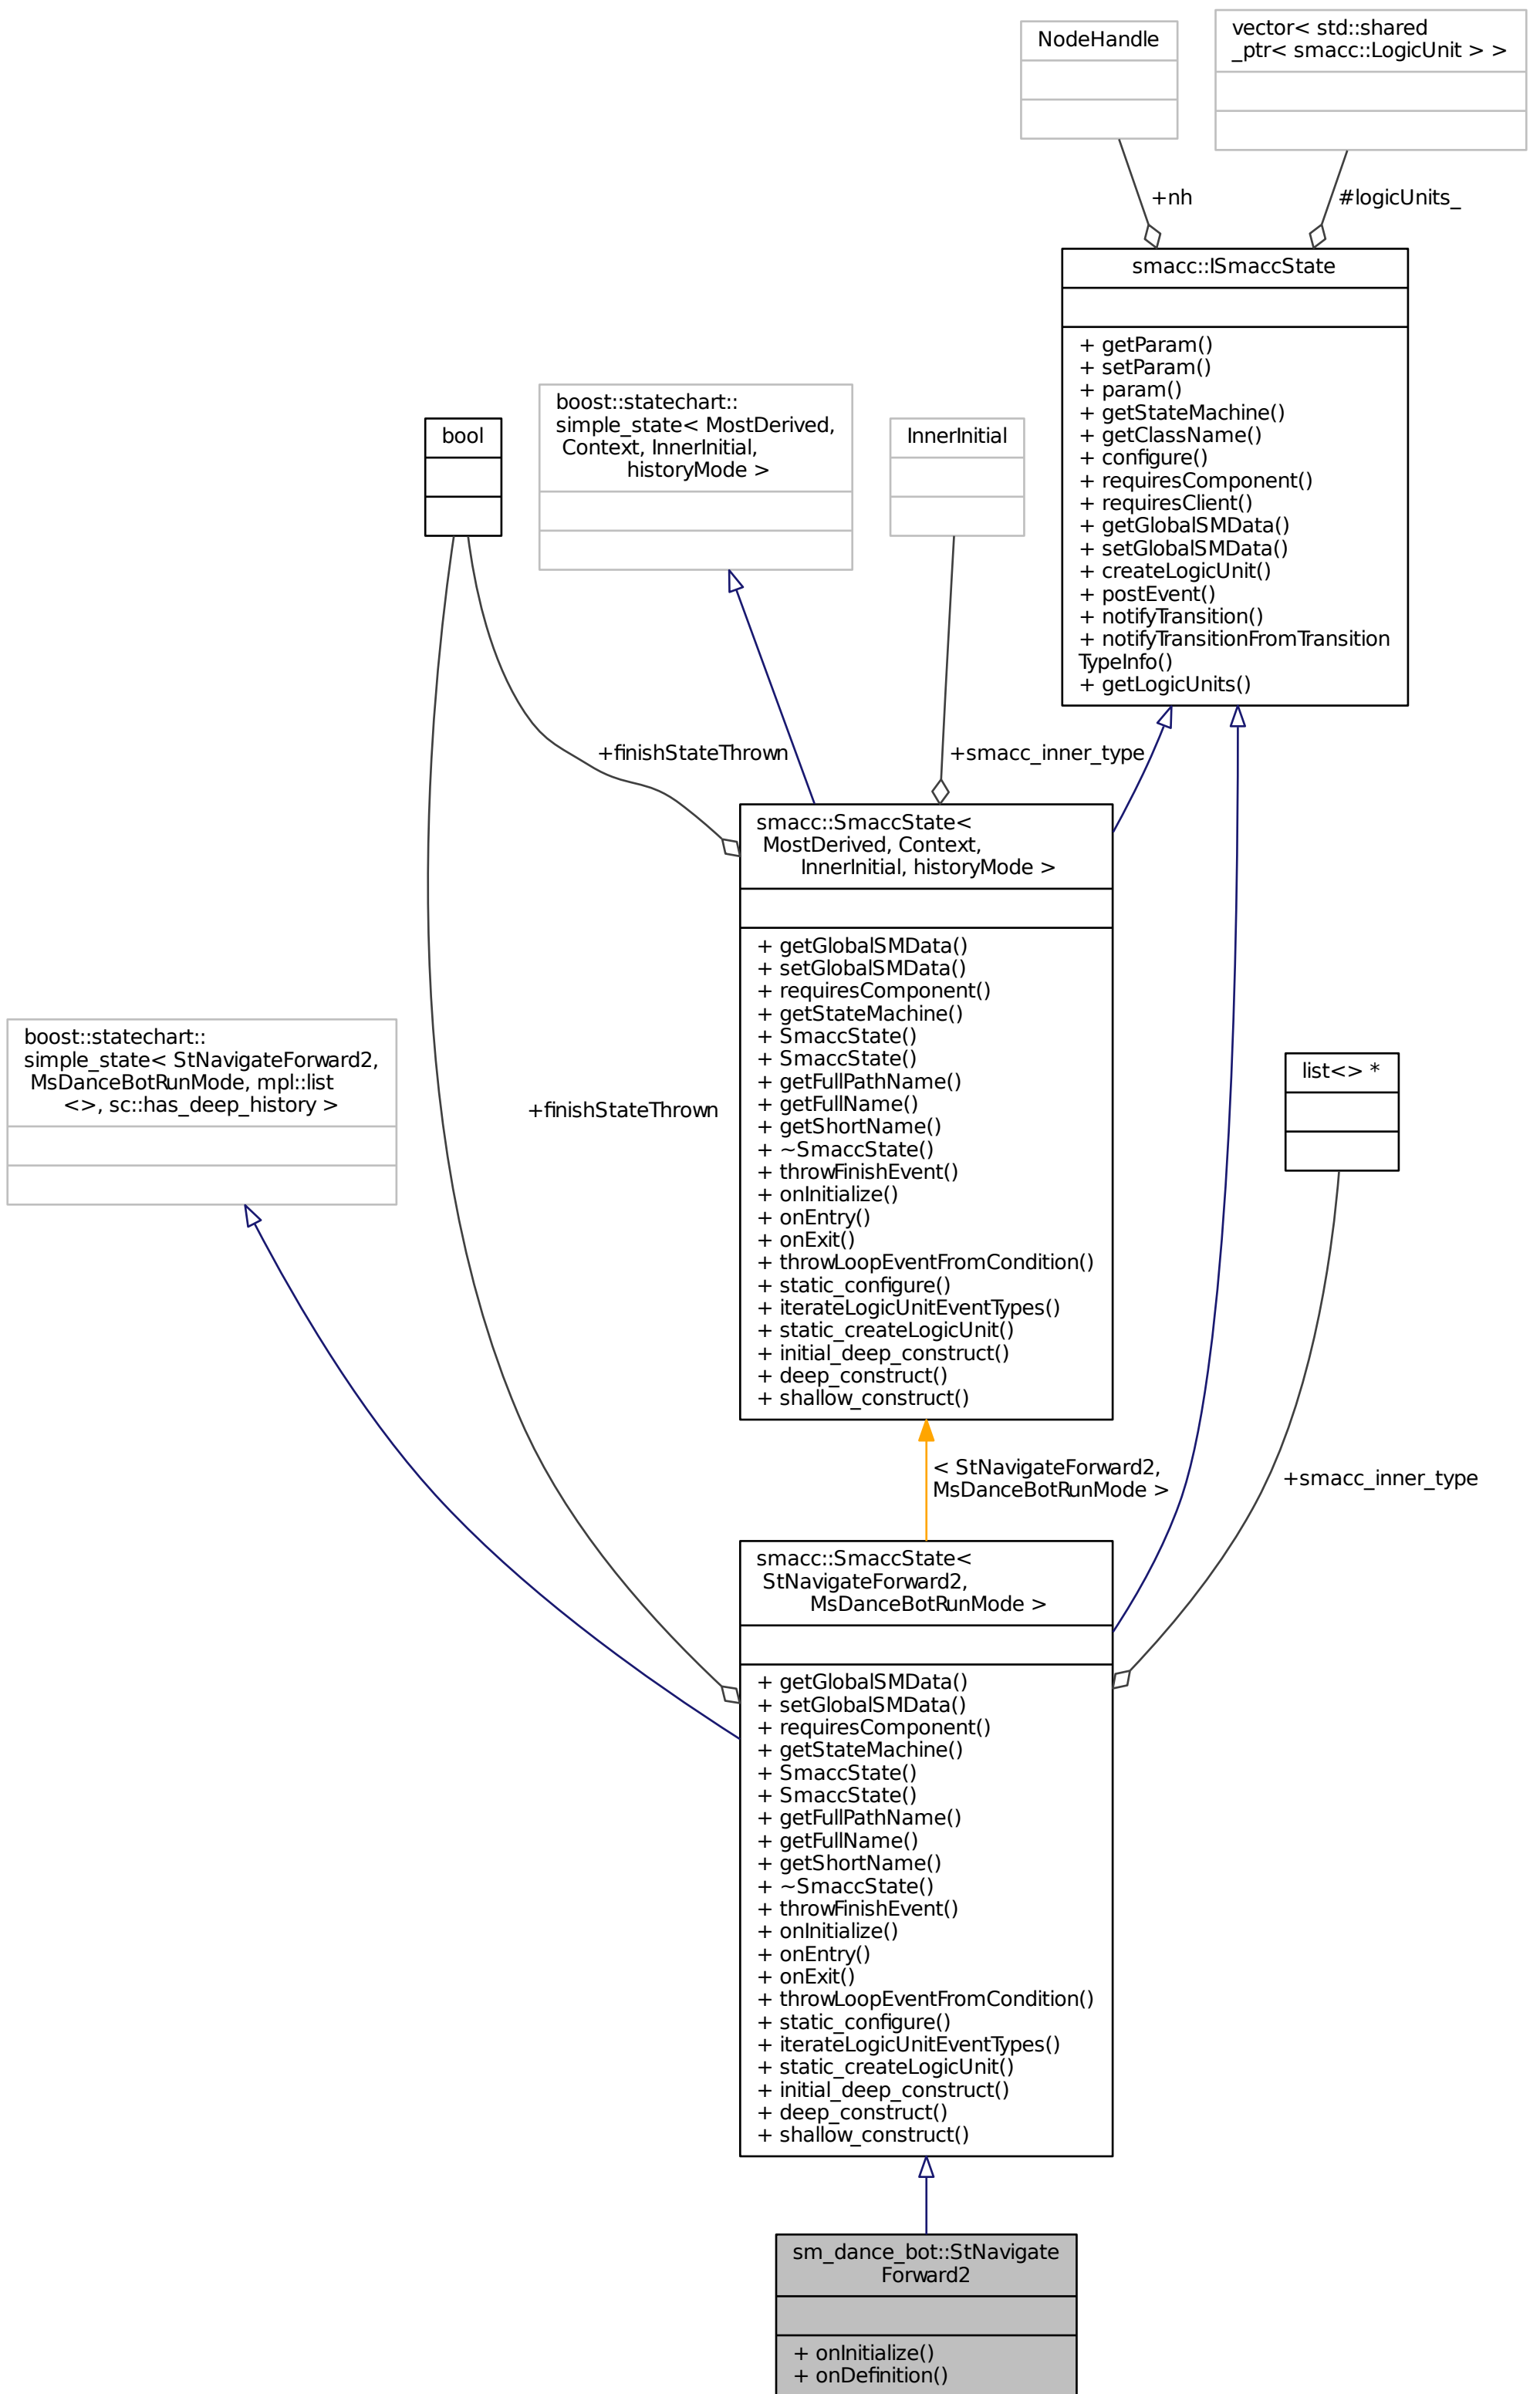 NodeHandle
vector< std::shared
_ptr< smacc::LogicUnit > >
+nh
#logicUnits_
smacc::ISmaccState
+ getParam()
+ setParam()
+ param()
+ getStateMachine()
+ getClassName()
+ configure()
+ requiresComponent()
+ requiresClient()
+ getGlobalSMData()
+ setGlobalSMData()
+ createLogicUnit()
+ postEvent()
+ notifyTransition()
+ notifyTransitionFromTransition
TypeInfo()
+ getLogicUnits()
bool
boost::statechart::
simple_state< MostDerived,
Context, InnerInitial,
historyMode >
InnerInitial
+finishStateThrown
+smacc_inner_type
smacc::SmaccState<
MostDerived, Context,
InnerInitial, historyMode >
+ getGlobalSMData()
+ setGlobalSMData()
+ requiresComponent()
+ getStateMachine()
+ SmaccState()
+ SmaccState()
+ getFullPathName()
+ getFullName()
+ getShortName()
+ ~SmaccState()
+ throwFinishEvent()
+ onInitialize()
+ onEntry()
+ onExit()
+ throwLoopEventFromCondition()
+ static_configure()
+ iterateLogicUnitEventTypes()
+ static_createLogicUnit()
+ initial_deep_construct()
+ deep_construct()
+ shallow_construct()
boost::statechart::
simple_state< StNavigateForward2,
MsDanceBotRunMode, mpl::list
<>, sc::has_deep_history >
+finishStateThrown
list<> *
< StNavigateForward2,
MsDanceBotRunMode >
+smacc_inner_type
smacc::SmaccState<
StNavigateForward2,
MsDanceBotRunMode >
+ getGlobalSMData()
+ setGlobalSMData()
+ requiresComponent()
+ getStateMachine()
+ SmaccState()
+ SmaccState()
+ getFullPathName()
+ getFullName()
+ getShortName()
+ ~SmaccState()
+ throwFinishEvent()
+ onInitialize()
+ onEntry()
+ onExit()
+ throwLoopEventFromCondition()
+ static_configure()
+ iterateLogicUnitEventTypes()
+ static_createLogicUnit()
+ initial_deep_construct()
+ deep_construct()
+ shallow_construct()
sm_dance_bot::StNavigate
Forward2
+ onInitialize()
+ onDefinition()